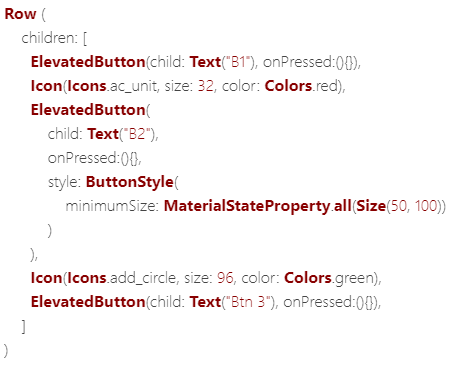 Row (
children: [
ElevatedButton(child: Text("B1"), onPressed:(){}),
Icon(Icons.ac_unit, size: 32, color: Colors.red),
ElevatedButton(
child: Text("B2"),
onPressed:(){},
style: ButtonStyle(
minimumSize: MaterialStateProperty.all(Size(50, 100))
)
),
Icon(Icons.add_circle, size: 96, color: Colors.green),
ElevatedButton(child: Text("Btn 3"), onPressed:(){}),
]
)